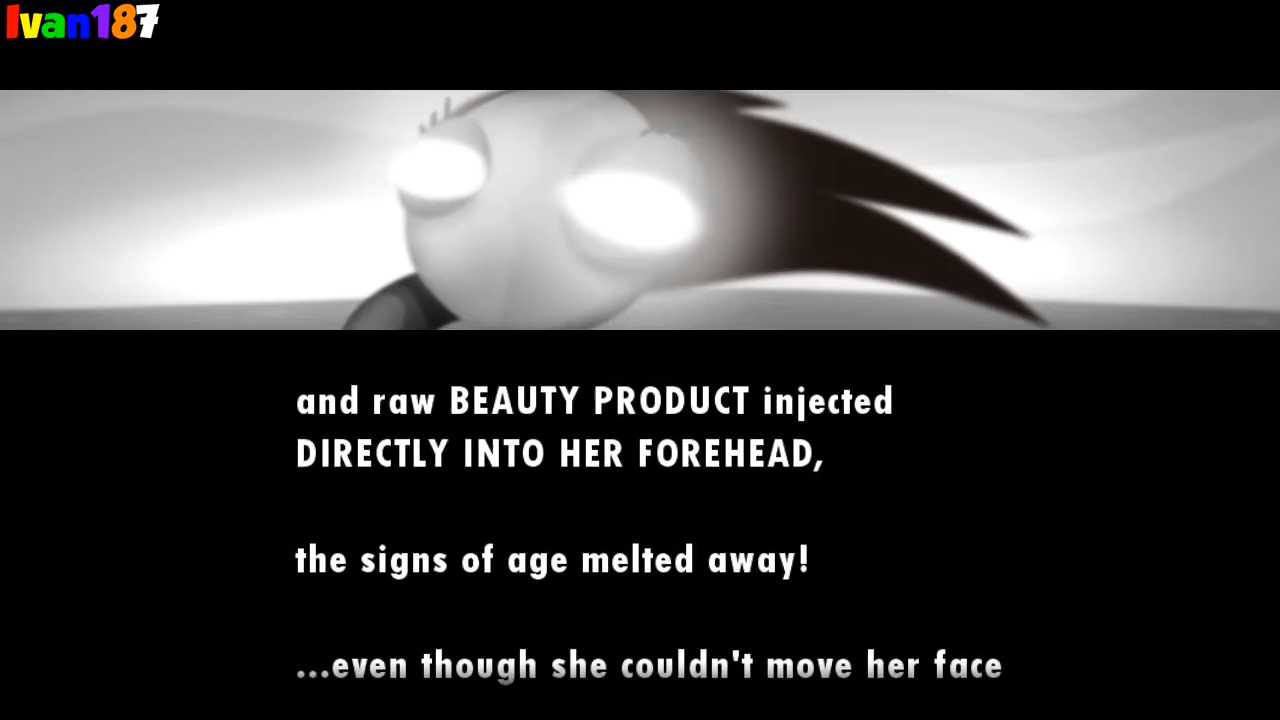 Ivan187
and raw BEAUTY PRODUCT injected
DIRECTLY INTO HER FOREHEAD,
the signs of age melted away!
...even though she couldn't move her face